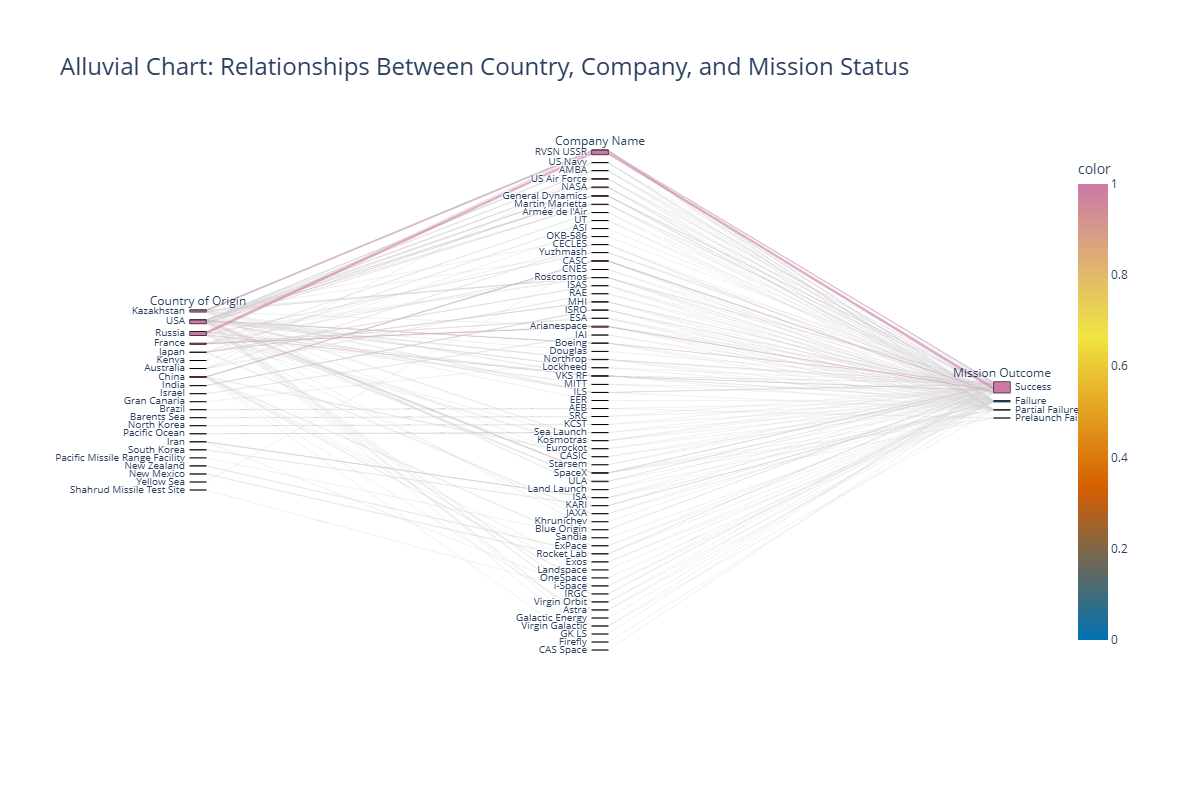 Alluvial Chart: Relationships Between Country, Company, and Mission Status
Country of Origin
Kazakhstan
USA
Russia
France
Japan
Kenya
Australia
China
India
Israel
Gran Canaria
Brazil
Barents Sea
North Korea
Pacific Ocean
Iran
South Korea
Pacific Missile Range Facility
New Zealand
New Mexico
Yellow Sea
Shahrud Missile Test Site
Company Name
RVSN USSR
US Navy
AMBA
US Air Force
NASA
General Dynamics
Martin Marietta
Armée de l'Air
UT
ASI
OKB-586
CECLES
Yuzhmash
CASC
CNES
Roscosmos
ISAS
RAE
MHI
ISRO
ESA
Arianespace
IAI
Boeing
Douglas
Northrop
Lockheed
VKS RF
MITT
ILS
EER
AEB
SRC
KCST
Sea Launch
Kosmotras
Eurockot
CASIC
Starsem
SpaceX
ULA
Land Launch
ISA
KARI
JAXA
Khrunichev
Blue Origin
Sandia
ExPace
Rocket Lab
Exos
Landspace
OneSpace
i-Space
IRGC
Virgin Orbit
Astra
Galactic Energy
Virgin Galactic
GK LS
Firefly
CAS Space
Mission Outcome
Success
Failure
Partial Failure
Prelaunch Fai
color
1
0.8
0.6
0.4
0.2
0